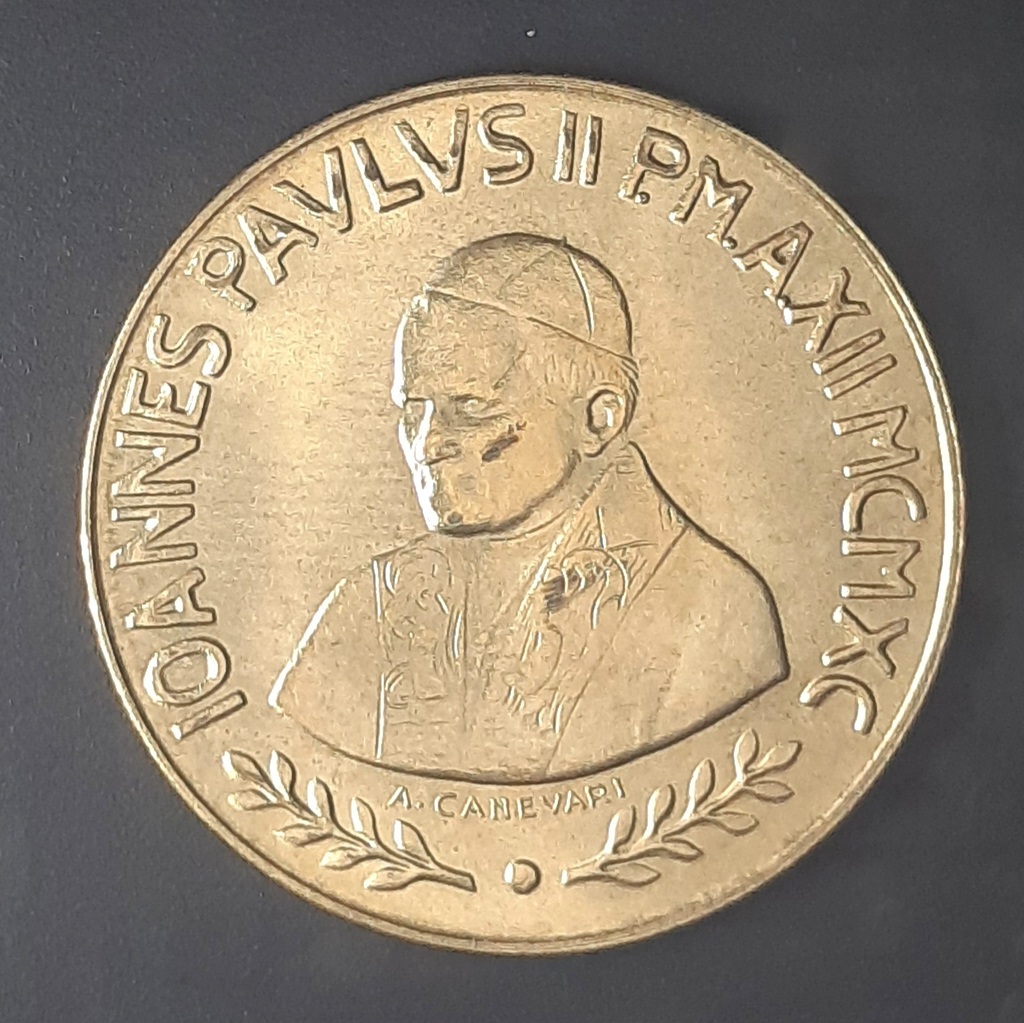 IOANNES PAVLVS II P.M.A.XII MCMXC
A. CANEVARI